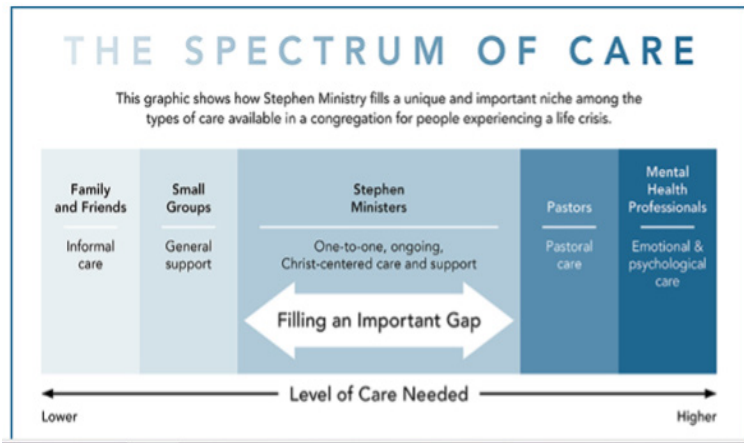 THE SPECTRUM OF CARE
This graphic shows how Stephen Ministry fills a unique and important niche among the
types of care available in a congregation for people experiencing a life crisis.
Family
and Friends
Informal
care
Small
Groups
General
support
Stephen
Ministers
One-to-one, ongoing,
Christ-centered care and support
Filling an Important Gap
Pastors
Pastoral
care
Mental
Health
Professionals
Emotional &
psychological
care
Level of Care Needed
Lower
Higher